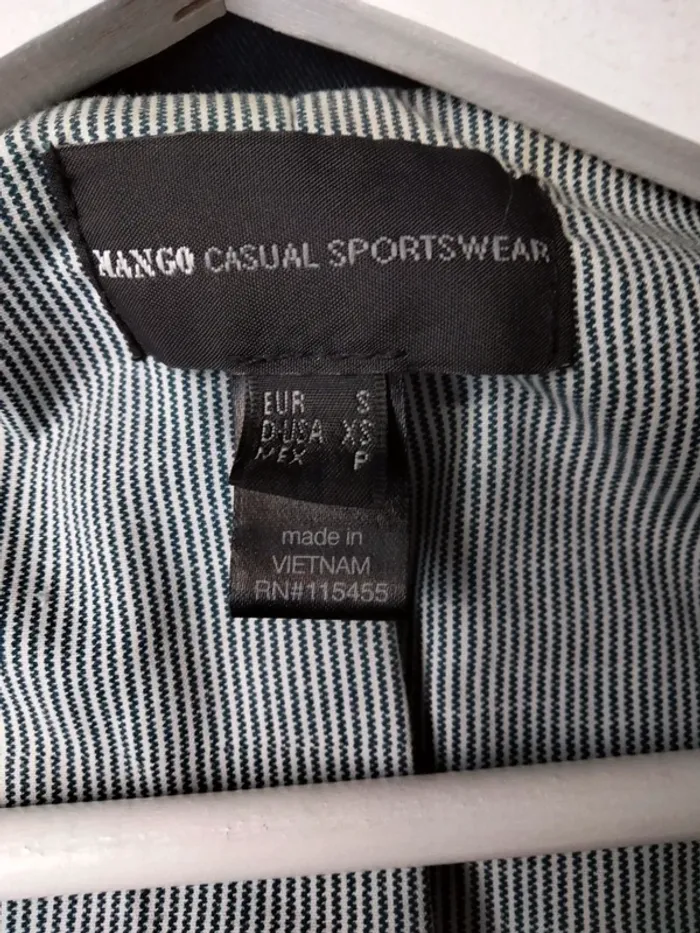 MANGO CASUAL SPORTSWEAR
EUR S
D-USA XS
MEX P
made in
VIETNAM
RN#115455